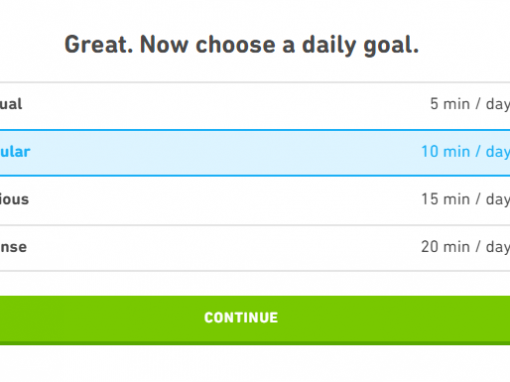 Great. Now choose a daily goal.
ual 5 min / day
ular 10 min / day
ious 15 min / day
nse 20 min / day
CONTINUE